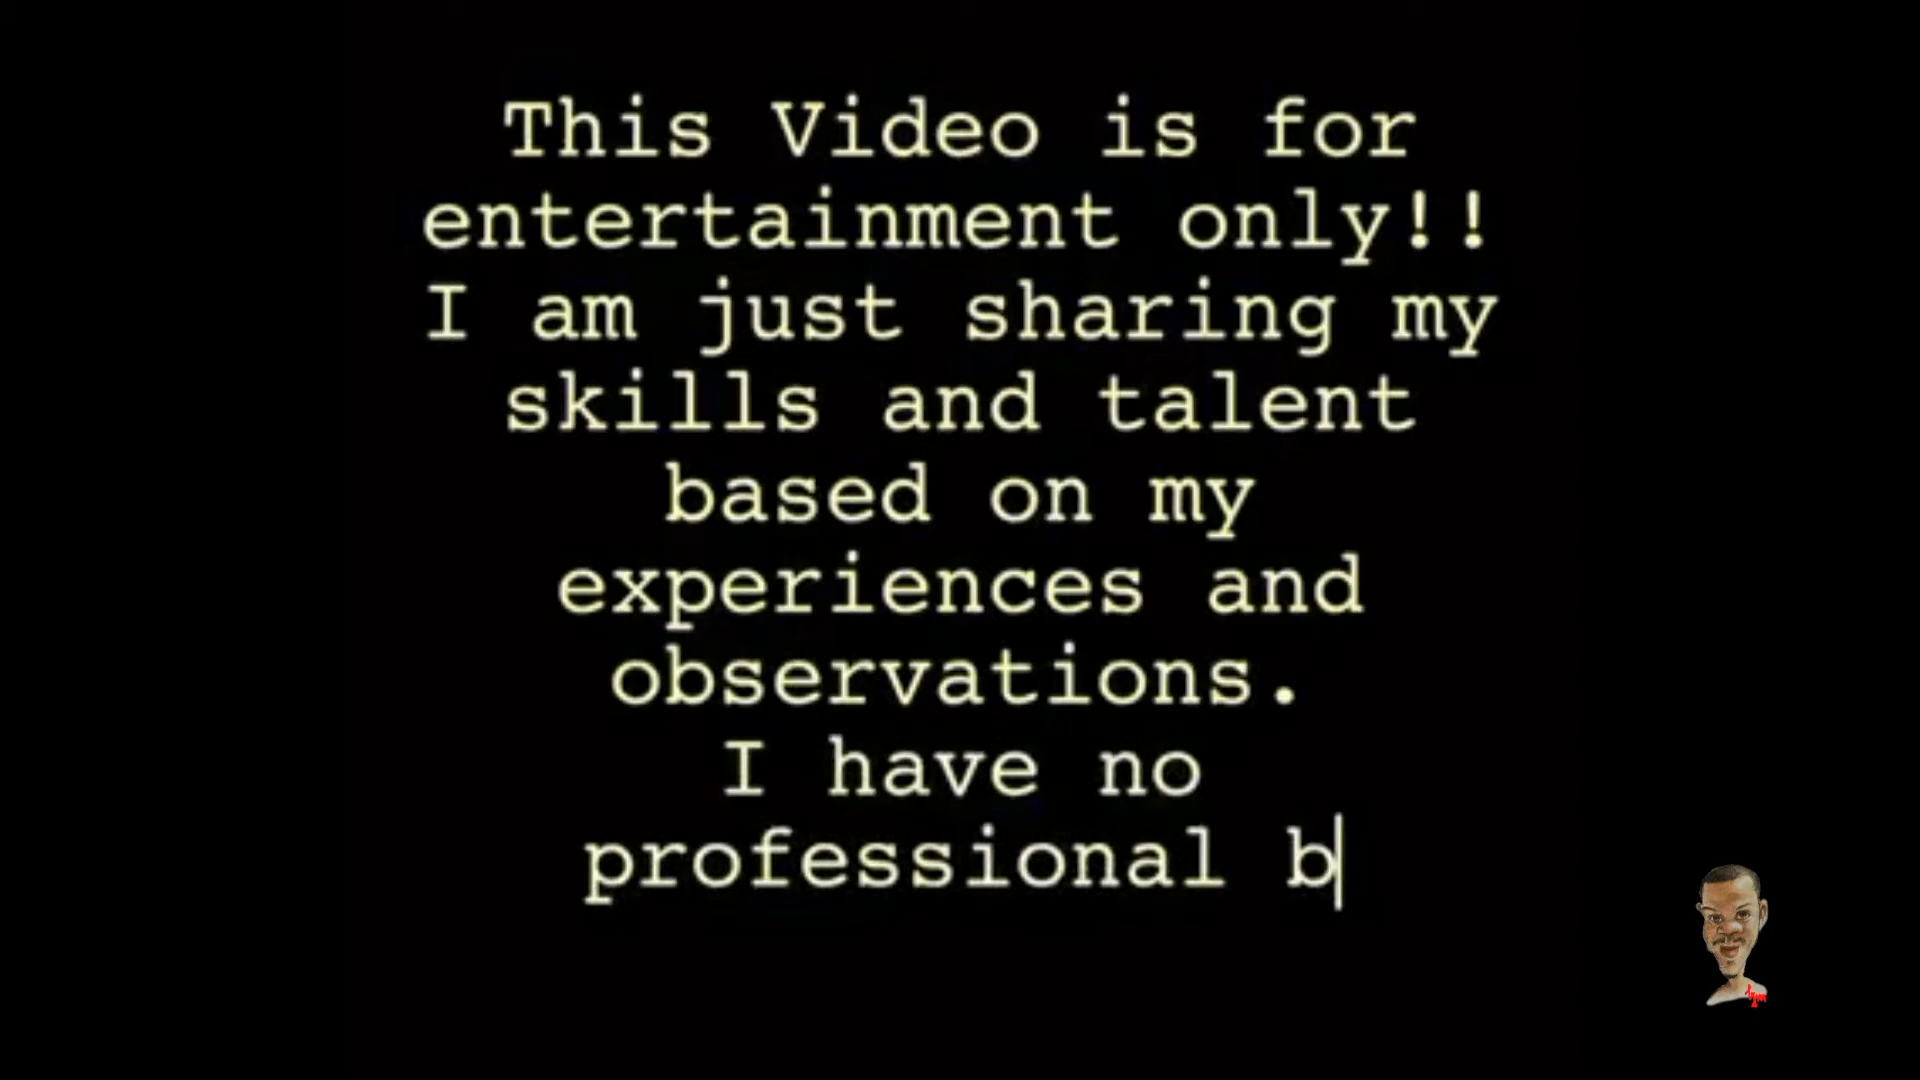 This Video is for
entertainment only!!
I am just sharing my
skills and talent
based on my
experiences and
observations.
I have no
professional b